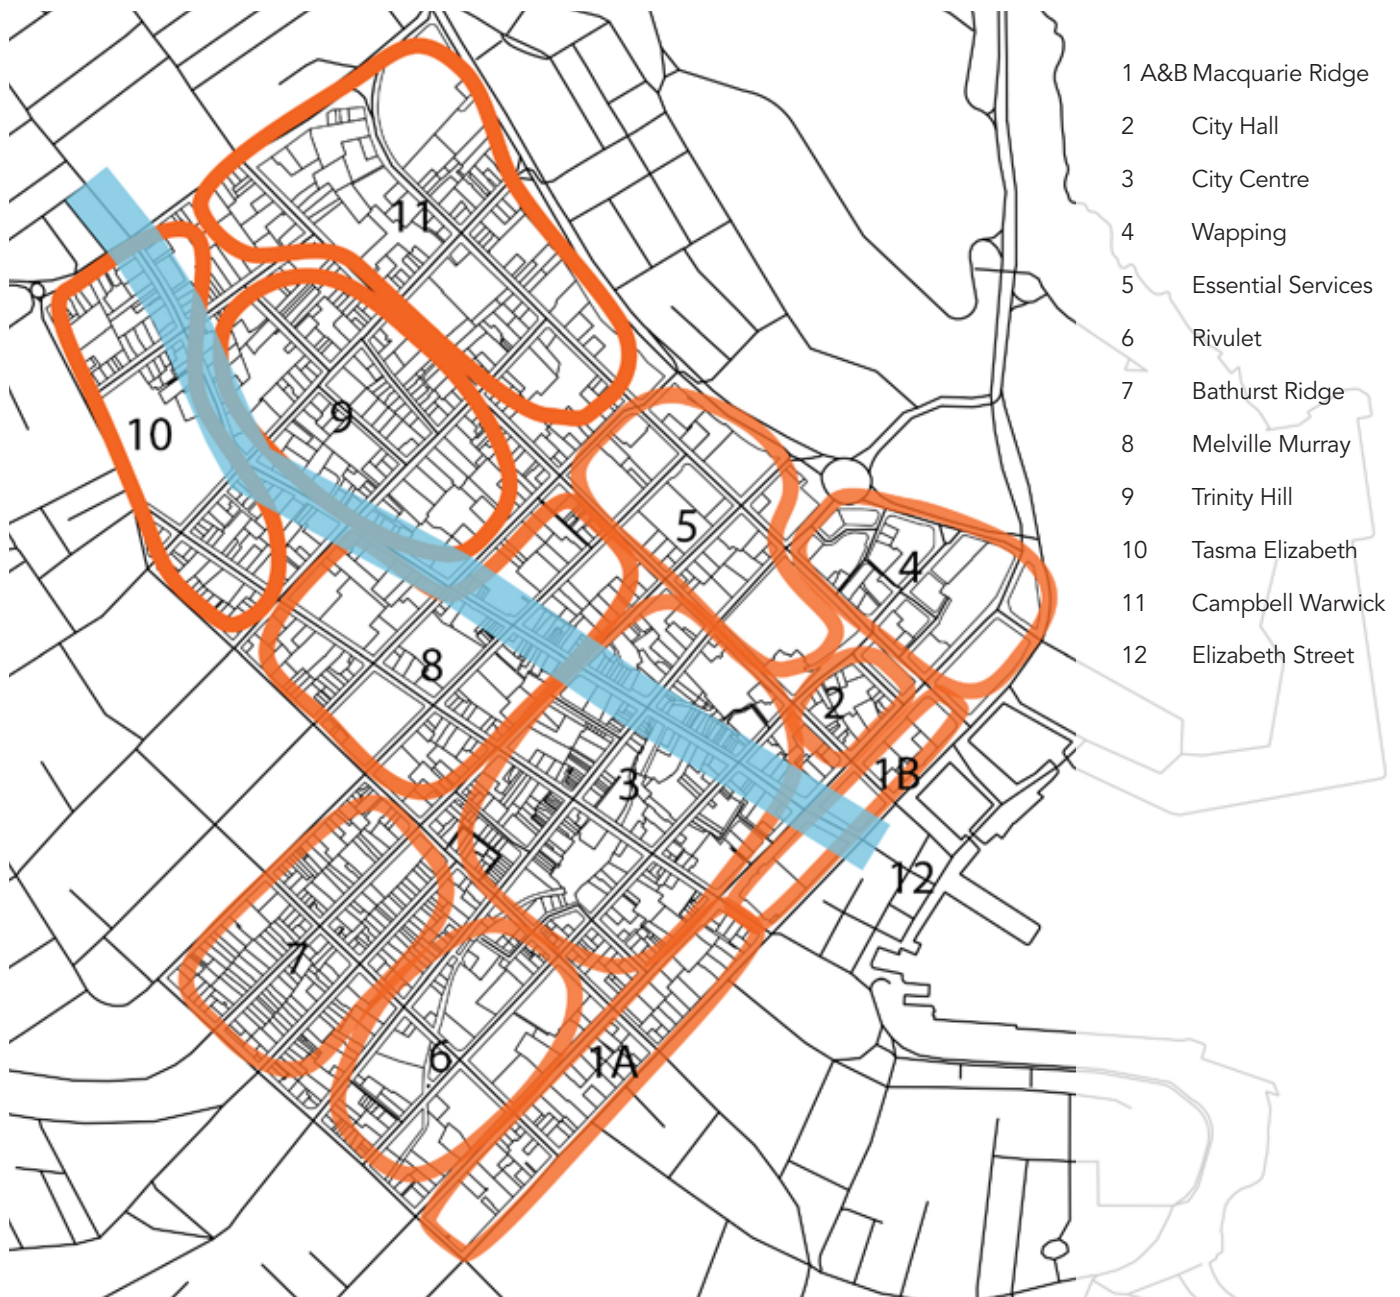 1 A&B Macquarie Ridge
2 City Hall
3 City Centre
4 Wapping
5 Essential Services
6 Rivulet
7 Bathurst Ridge
8 Melville Murray
9 Trinity Hill
10 Tasma Elizabeth
11 Campbell Warwick
12 Elizabeth Street
11
9
10
5
4
8
2
1B
3
12
7
6
1A